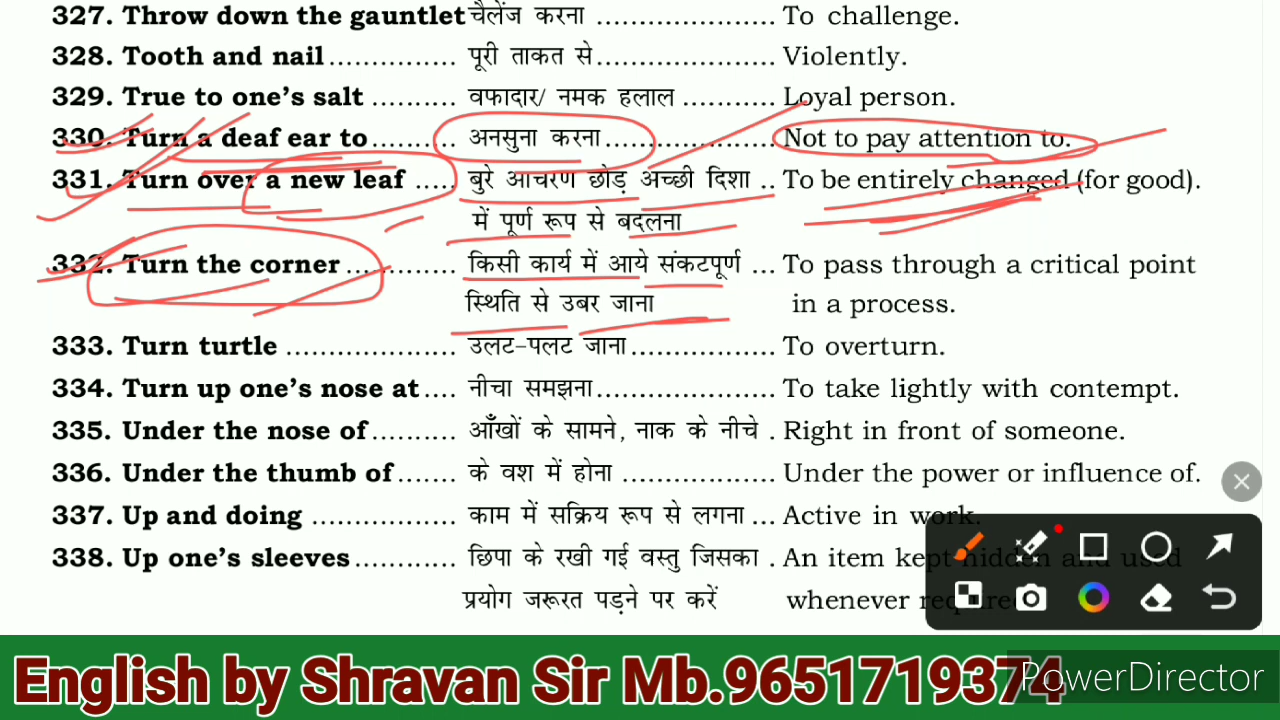 327. Throw down the gauntlet चैलेंज करना ..................... To challenge.
328. Tooth and nail............... पूरी ताकत से..................... Violently.
329. True to one's salt .......... वफादार/ नमक हलाल ........... Loyal person.
330. Turn a deaf ear to.......... अनसुना करना..................... Not to pay attention to.
331. Turn over a new leaf ..... बुरे आचरण छोड़ अच्छी दिशा .. To be entirely changed (for good).
में पूर्ण रूप से बदलना
332. Turn the corner............. किसी कार्य में आये संकटपूर्ण ... To pass through a critical point
स्थिति से उबर जाना in a process.
333. Turn turtle .................... उलट-पलट जाना................. To overturn.
334. Turn up one's nose at.... नीचा समझना..................... To take lightly with contempt.
335. Under the nose of.......... आँखों के सामने, नाक के नीचे . Right in front of someone.
336. Under the thumb of....... के वश में होना .................. Under the power or influence of.
337. Up and doing ................. काम में सक्रिय रूप से लगना ... Active in work.
338. Up one's sleeves............ छिपा के रखी गई वस्तु जिसका . An item kept hidden and used
प्रयोग जरूरत पड़ने पर करें whenever
English by Shravan Sir Mb.9651719374
PowerDirector